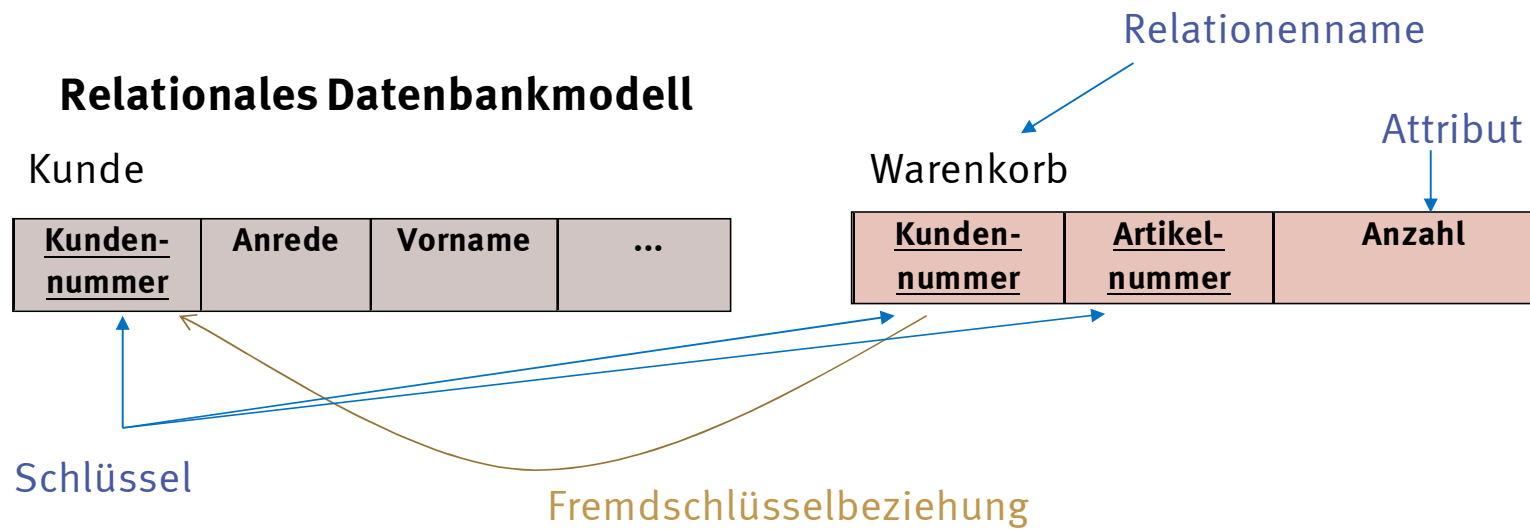 Relationenname
Relationales Datenbankmodell
Attribut
Kunde
Warenkorb
Kunden-
nummer
Anrede
Vorname
...
Kunden-
nummer
Artikel-
nummer
Anzahl
Schlüssel
Fremdschlüsselbeziehung